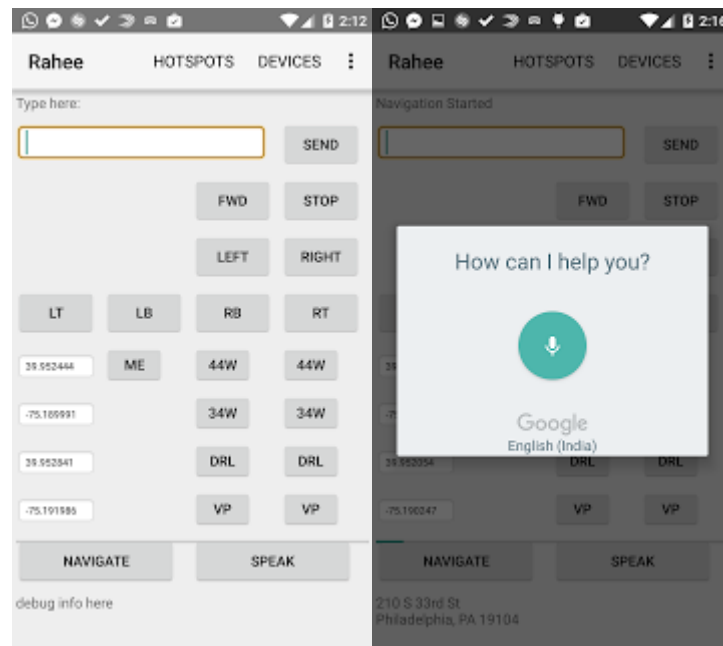 2:12
Rahee HOTSPOTS DEVICES
Type here:
SEND
FWD STOP
LEFT RIGHT
LT LB RB RT
39.952444 ME 44W 44W
-75.189991 34W 34W
39.952841 DRL DRL
-75.191986 VP VP
NAVIGATE SPEAK
debug info here
2:16
Rahee HOTSPOTS DEVICES
Navigation Started
SEND
FWD STOP
How can I help you?
Google
English (India)
39.952054 DRL DRL
-75.190247 VP VP
NAVIGATE SPEAK
210 S 33rd St
Philadelphia, PA 19104